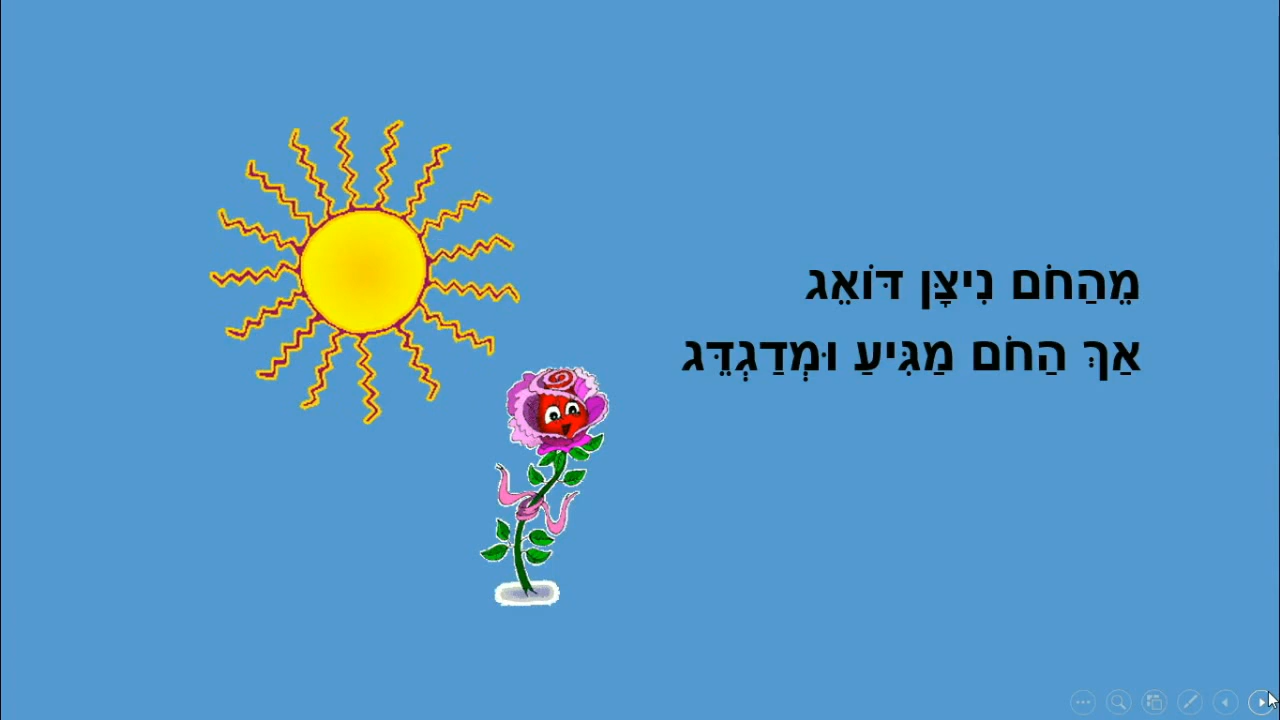 מֵהַחֹם נִיצָּן דּוֹאֵג
אַךְ הַחֹם מַגִּיעַ וּמְדַגְדֵּג